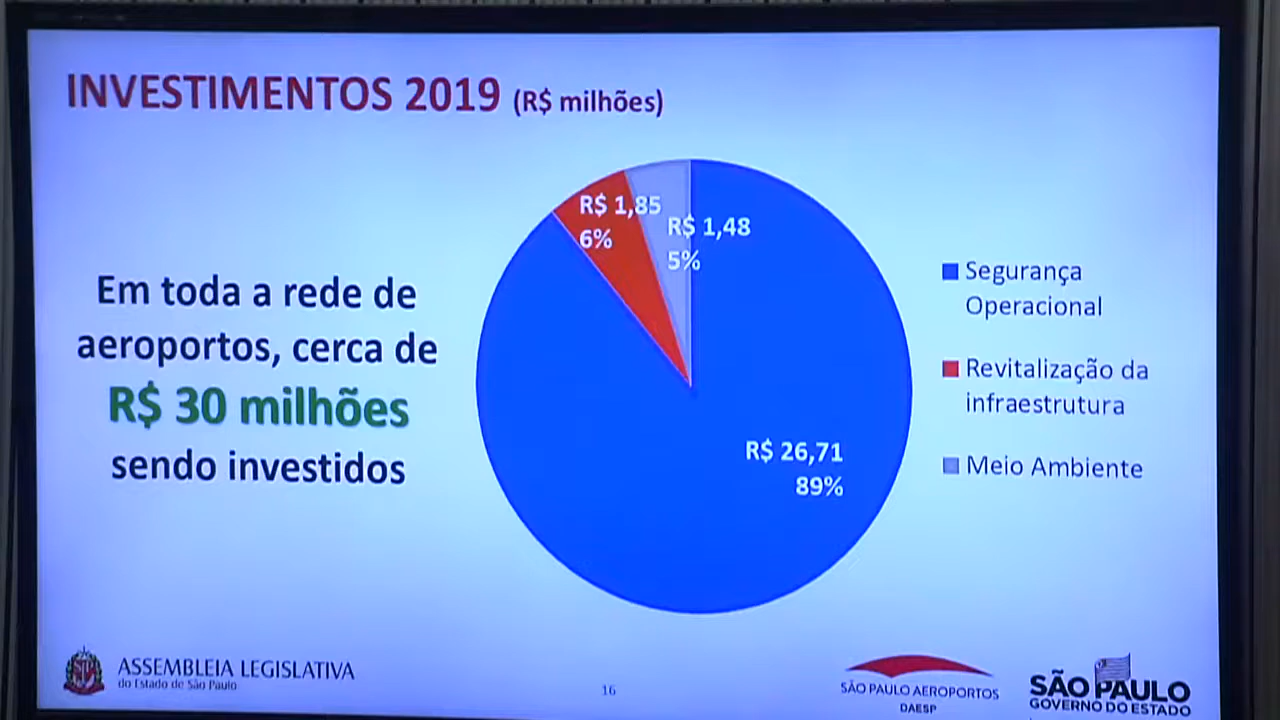 INVESTIMENTOS 2019 (R$ milhões)
Em toda a rede de
aeroportos, cerca de
R$ 30 milhões
sendo investidos
R$ 1,85
6%
R$ 1,48
5%
R$ 26,71
89%
Segurança
Operacional
Revitalização da
infraestrutura
Meio Ambiente
ASSEMBLEIA LEGISLATIVA
do Estado de São Paulo
16
SÃO PAULO AEROPORTOS
DAESP
SÃO PAULO
GOVERNO DO ESTADO